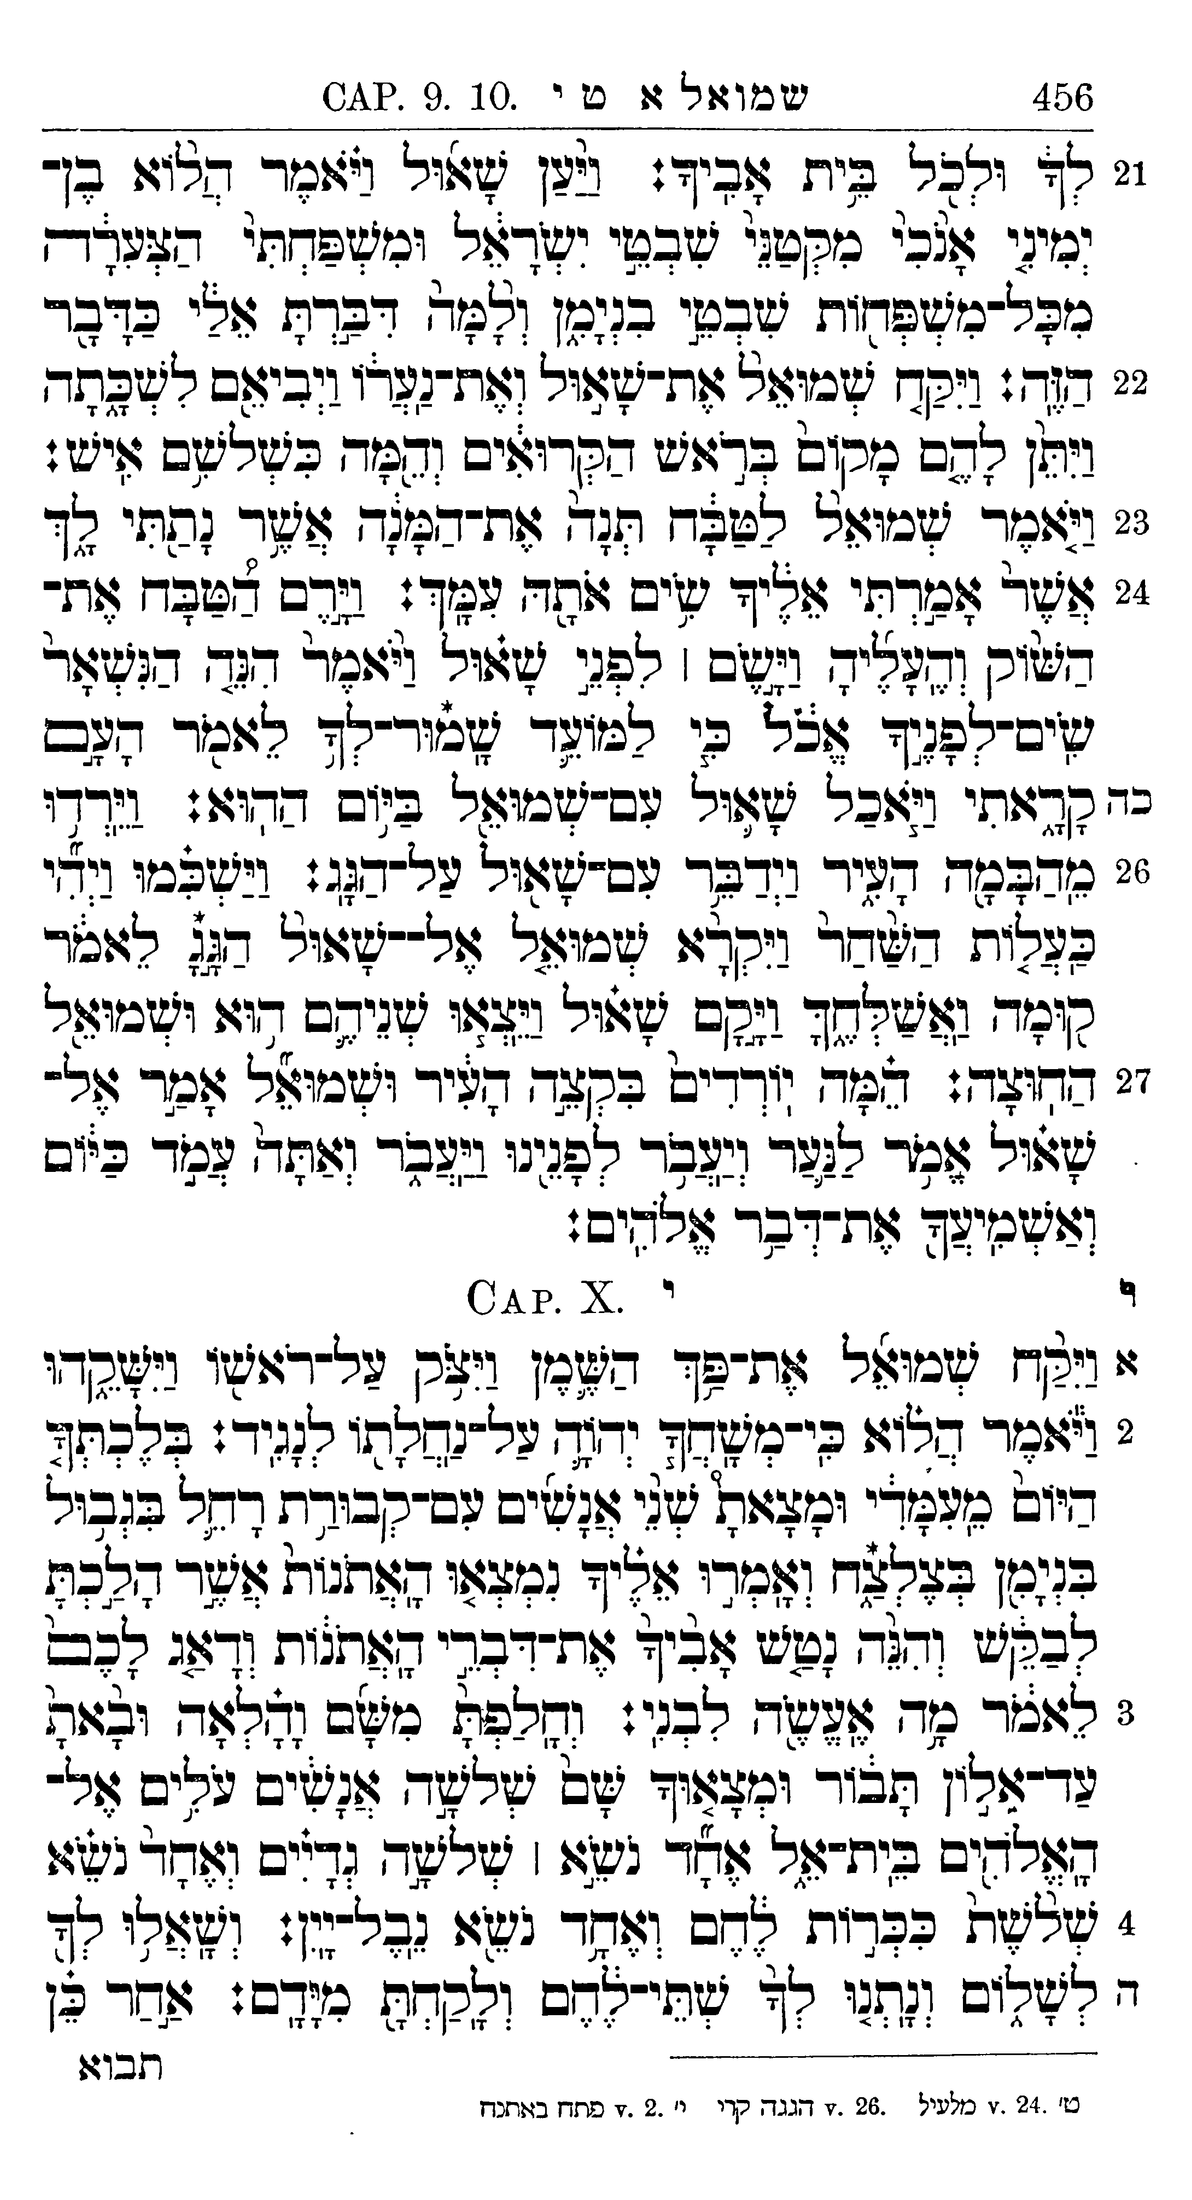 456 שמואל א ט י CAP. 9. 10.
21 לְךָ֔ וּלְכֹ֖ל בֵּ֥ית אָבִֽיךָ׃ וַיַּ֨עַן שָׁא֜וּל וַיֹּ֗אמֶר הֲל֨וֹא בֶן־
יְמִינִ֤י אָנֹ֙כִי֙ מִקְּטַנֵּי֙ שִׁבְטֵ֣י יִשְׂרָאֵ֔ל וּמִשְׁפַּחְתִּי֙ הַצְּעִרָ֔ה
מִכָּל־מִשְׁפְּח֖וֹת שִׁבְטֵ֣י בִנְיָמִ֑ן וְלָ֙מָּה֙ דִּבַּ֣רְתָּ אֵלַ֔י כַּדָּבָ֖ר
22 הַזֶּֽה׃ וַיִּקַּ֤ח שְׁמוּאֵל֙ אֶת־שָׁא֣וּל וְאֶת־נַֽעֲר֔וֹ וַיְבִיאֵ֖ם לִשְׁכָּ֑תָה
וַיִּתֵּ֨ן לָהֶ֤ם מָקוֹם֙ בְּרֹ֣אשׁ הַקְּרוּאִ֔ים וְהֵ֖מָּה כִּשְׁלֹשִׁ֥ם אִֽישׁ׃
23 וַיֹּ֤אמֶר שְׁמוּאֵל֙ לַטַּבָּ֔ח תְּנָה֙ אֶת־הַמָּנָ֔ה אֲשֶׁ֥ר נָתַ֖תִּי לָ֑ךְ
24 אֲשֶׁר֙ אָמַ֣רְתִּי אֵלֶ֔יךָ שִׂ֥ים אֹתָ֖הּ עִמָּֽךְ׃ וַיָּ֣רֶם הַ֠טַּבָּח אֶת־
הַשּׁ֨וֹק וְהֶעָלֶ֜יהָ וַיָּ֣שֶׂם ׀ לִפְנֵ֣י שָׁא֗וּל וַיֹּ֙אמֶר֙ הִנֵּ֤ה הַנִּשְׁאָר֙
שִֽׂים־לְפָנֶ֣יךָ אֱכֹ֔ל כִּ֧י לַמּוֹעֵ֛ד שָֽׁמ֥וּר־לְךָ֥ לֵאמֹ֖ר הָעָ֣ם
כה קָרָ֑אתִי וַיֹּ֧אכַל שָׁא֛וּל עִם־שְׁמוּאֵ֖ל בַּיּ֥וֹם הַהֽוּא׃ וַיֵּֽרְד֥וּ
26 מֵֽהַבָּמָ֖ה הָעִ֑יר וַיְדַבֵּ֥ר עִם־שָׁא֖וּל עַל־הַגָּֽג׃ וַיַּשְׁכִּ֗מוּ וַיְהִ֞י
כַּֽעֲל֤וֹת הַשַּׁ֙חַר֙ וַיִּקְרָ֨א שְׁמוּאֵ֤ל אֶל־שָׁאוּל֙ הַגָּ֣גָ לֵאמֹ֔ר
ק֖וּמָה וַֽאֲשַׁלְּחֶ֑ךָּ וַיָּ֣קָם שָׁא֗וּל וַיֵּֽצְא֧וּ שְׁנֵיהֶ֛ם ה֥וּא וּשְׁמוּאֵ֖ל
27 הַחֽוּצָה׃ הֵ֗מָּה יֽוֹרְדִים֙ בִּקְצֵ֣ה הָעִ֔יר וּשְׁמוּאֵ֞ל אָמַ֣ר אֶל־
שָׁא֗וּל אֱמֹ֥ר לַנַּ֛עַר וְיַֽעֲבֹ֥ר לְפָנֵ֖ינוּ וַיַּֽעֲבֹ֑ר וְאַתָּה֙ עֲמֹ֣ד כַּיּ֔וֹם
וְאַשְׁמִֽיעֲךָ֖ אֶת־דְּבַ֥ר אֱלֹהִֽים׃
י CAP. X. י
א וַיִּקַּ֨ח שְׁמוּאֵ֜ל אֶת־פַּ֥ךְ הַשֶּׁ֛מֶן וַיִּצֹ֥ק עַל־רֹאשׁ֖וֹ וַיִּשָּׁקֵ֑הוּ
2 וַיֹּ֕אמֶר הֲל֗וֹא כִּֽי־מְשָׁחֲךָ֧ יְהוָ֛ה עַל־נַֽחֲלָת֖וֹ לְנָגִֽיד׃ בְּלֶכְתְּךָ֤
הַיּוֹם֙ מֵֽעִמָּדִ֔י וּמָצָאתָ֩ שְׁנֵ֨י אֲנָשִׁ֜ים עִם־קְבוּרַ֥ת רָחֵ֛ל בִּגְב֥וּל
בִּנְיָמִ֖ן בְּצֶלְצַ֑ח וְאָֽמְר֣וּ אֵלֶ֗יךָ נִמְצְא֤וּ הָֽאֲתֹנוֹת֙ אֲשֶׁ֣ר הָלַ֣כְתָּ
לְבַקֵּ֔שׁ וְהִנֵּ֨ה נָטַ֤שׁ אָבִ֙יךָ֙ אֶת־דִּבְרֵ֣י הָֽאֲתֹנ֔וֹת וְדָאַ֤ג לָכֶם֙
3 לֵאמֹ֔ר מָ֥ה אֶֽעֱשֶׂ֖ה לִבְנִֽי׃ וְחָֽלַפְתָּ֨ מִשָּׁ֜ם וָהָ֗לְאָה וּבָ֙אתָ֙
עַד־אֵל֣וֹן תָּב֔וֹר וּמְצָא֤וּךָ שָּׁם֙ שְׁלֹשָׁ֣ה אֲנָשִׁ֔ים עֹלִ֥ים אֶל־
הָֽאֱלֹהִ֖ים בֵּֽית־אֵ֑ל אֶחָ֞ד נֹשֵׂ֣א ׀ שְׁלֹשָׁ֣ה גְדָיִ֗ים וְאֶחָד֙ נֹשֵׂ֗א
4 שְׁלֹ֙שֶׁת֙ כִּכְּר֣וֹת לֶ֔חֶם וְאֶחָ֥ד נֹשֵׂ֖א נֵֽבֶל־יָֽיִן׃ וְשָֽׁאֲל֥וּ לְךָ֖
ה לְשָׁל֑וֹם וְנָֽתְנ֤וּ לְךָ֙ שְׁתֵּי־לֶ֔חֶם וְלָֽקַחְתָּ֖ מִיָּדָֽם׃ אַ֣חַר כֵּ֗ן
תבוא
ט׳ v. 24. מלעיל v. 26. הגגה קרי י׳ v. 2. פתח באתנח